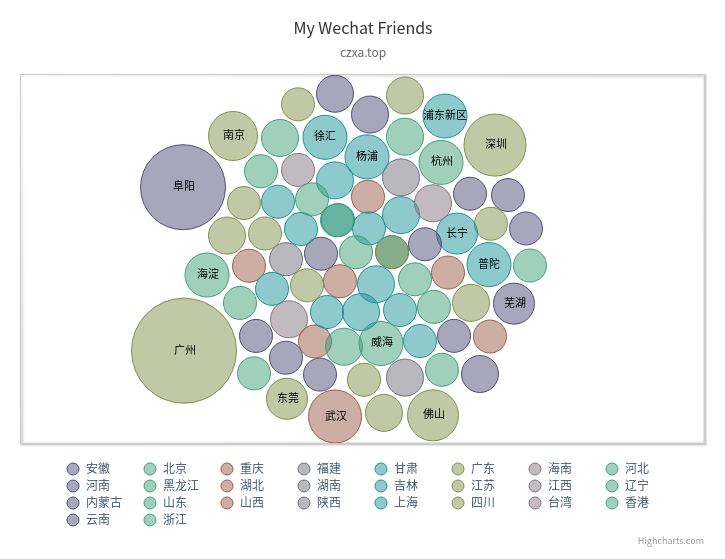 My Wechat Friends
czxa.top
浦东新区
南京
徐汇
深圳
杨浦
杭州
阜阳
长宁
普陀
海淀
芜湖
威海
广州
东莞
武汉
佛山
安徽 北京 重庆 福建 甘肃 广东 海南 河北
河南 黑龙江 湖北 湖南 吉林 江苏 江西 辽宁
内蒙古 山东 山西 陕西 上海 四川 台湾 香港
云南 浙江
Highcharts.com